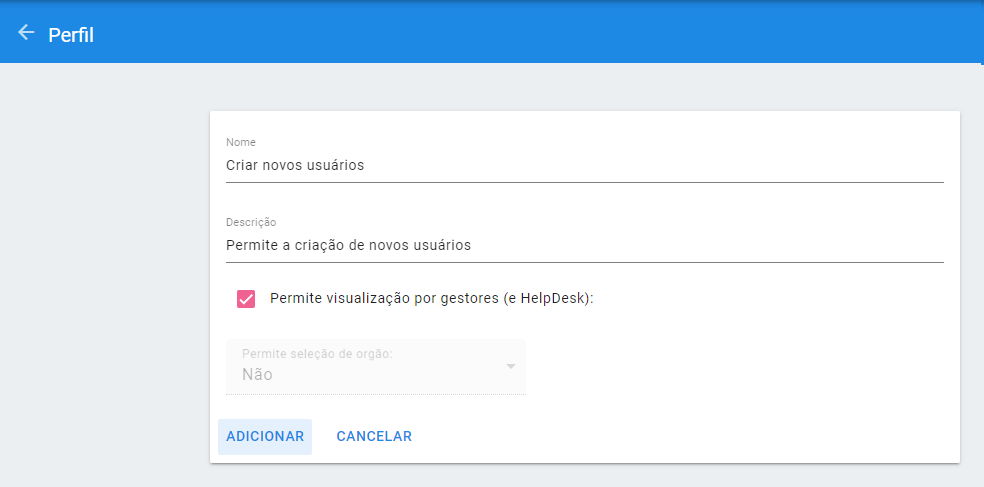 Perfil
Nome
Criar novos usuários
Descrição
Permite a criação de novos usuários
Permite visualização por gestores (e HelpDesk):
Permite seleção de orgão:
Não
ADICIONAR CANCELAR